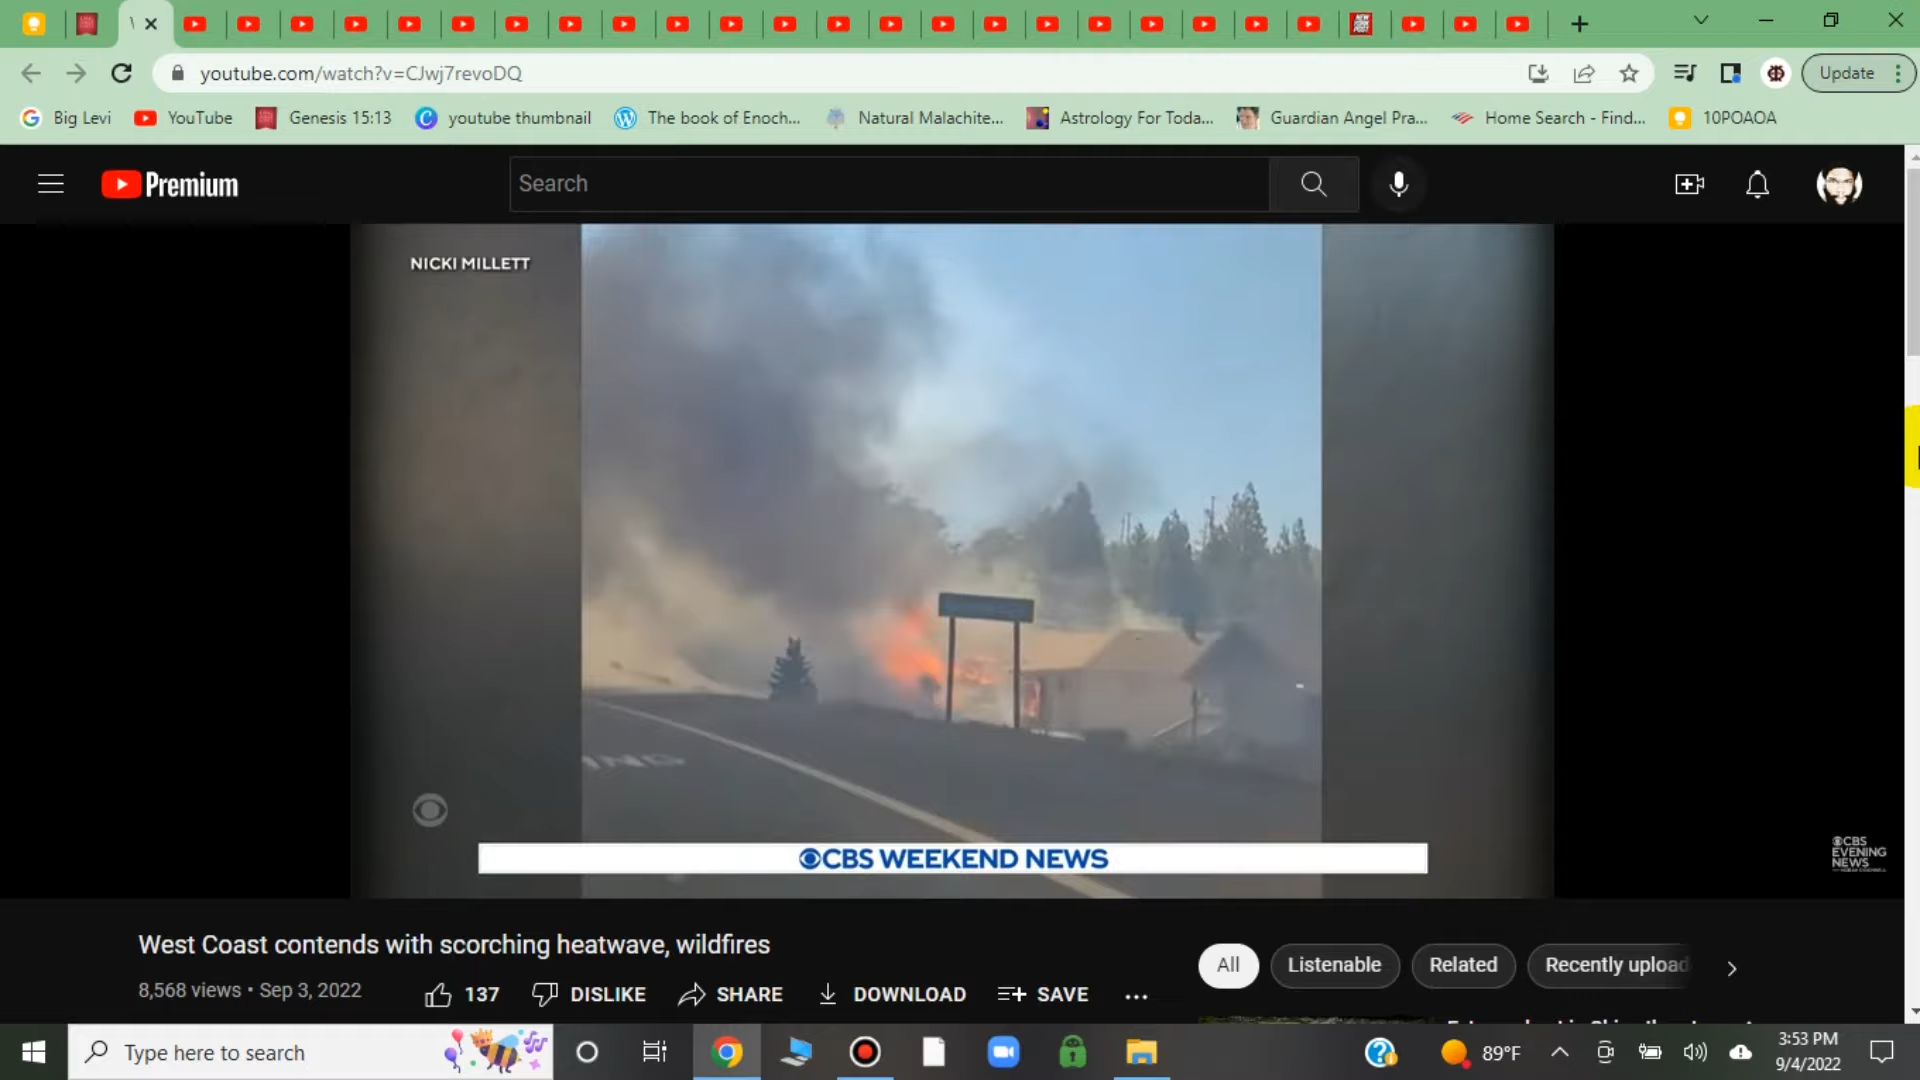 youtube.com/watch?v=CJwj7revoDQ
Update
Big Levi
YouTube
Genesis 15:13
youtube thumbnail
The book of Enoch...
Natural Malachite...
Astrology For Toda...
Guardian Angel Pra...
Home Search - Find...
10POAOA
Premium
Search
NICKI MILLETT
CBS WEEKEND NEWS
CBS
EVENING
NEWS
West Coast contends with scorching heatwave, wildfires
8,568 views • Sep 3, 2022
137
DISLIKE
SHARE
DOWNLOAD
SAVE
All
Listenable
Related
Recently upload
Type here to search
89°F
3:53 PM
9/4/2022